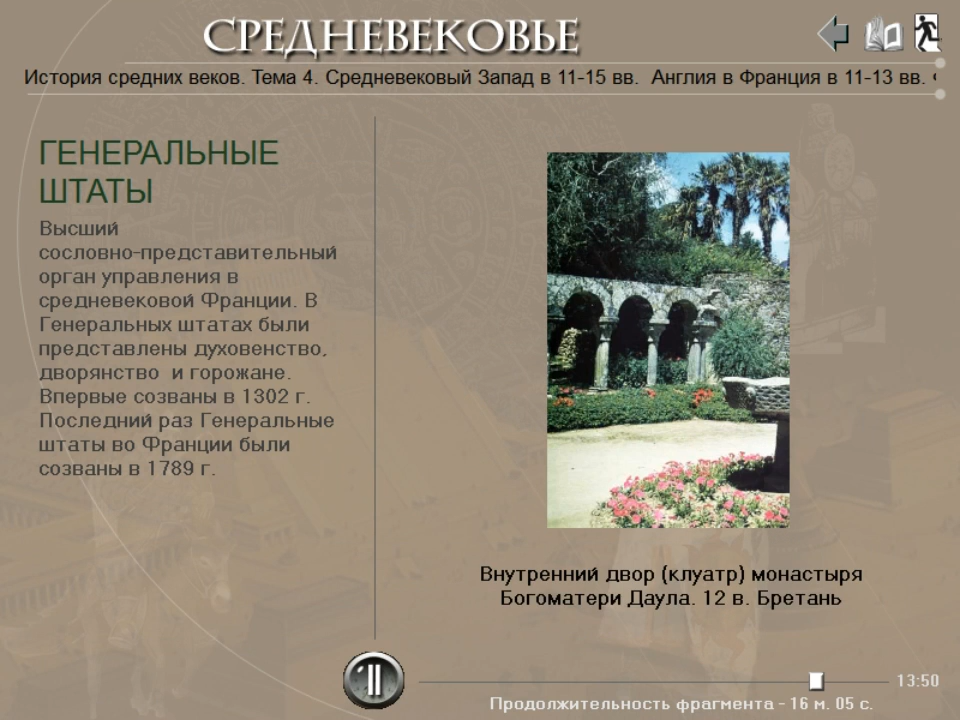 СРЕДНЕВЕКОВЬЕ
История средних веков. Тема 4. Средневековый Запад в 11-15 вв.  Англия в Франция в 11-13 вв.
ГЕНЕРАЛЬНЫЕ
ШТАТЫ
Высший
сословно-представительный
орган управления в
средневековой Франции. В
Генеральных штатах были
представлены духовенство,
дворянство  и горожане.
Впервые созваны в 1302 г.
Последний раз Генеральные
штаты во Франции были
созваны в 1789 г.
Внутренний двор (клуатр) монастыря
Богоматери Даула. 12 в. Бретань
13:50
Продолжительность фрагмента - 16 м. 05 с.